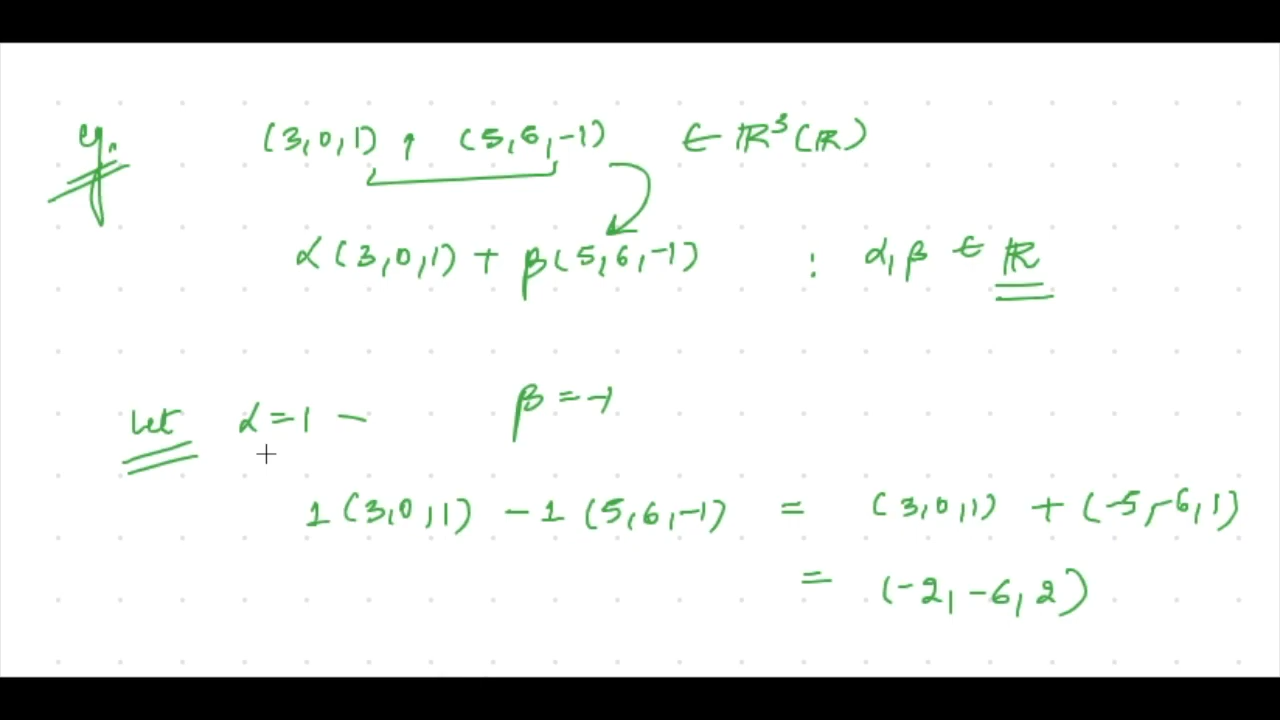 eg. (3,0,1), (5,6,-1) ∈ ℝ³(ℝ)
α(3,0,1) + β(5,6,-1) : α, β ∈ ℝ
Let α=1 - β=-1
1(3,0,1) - 1(5,6,-1) = (3,0,1) + (-5,-6,1)
= (-2,-6,2)